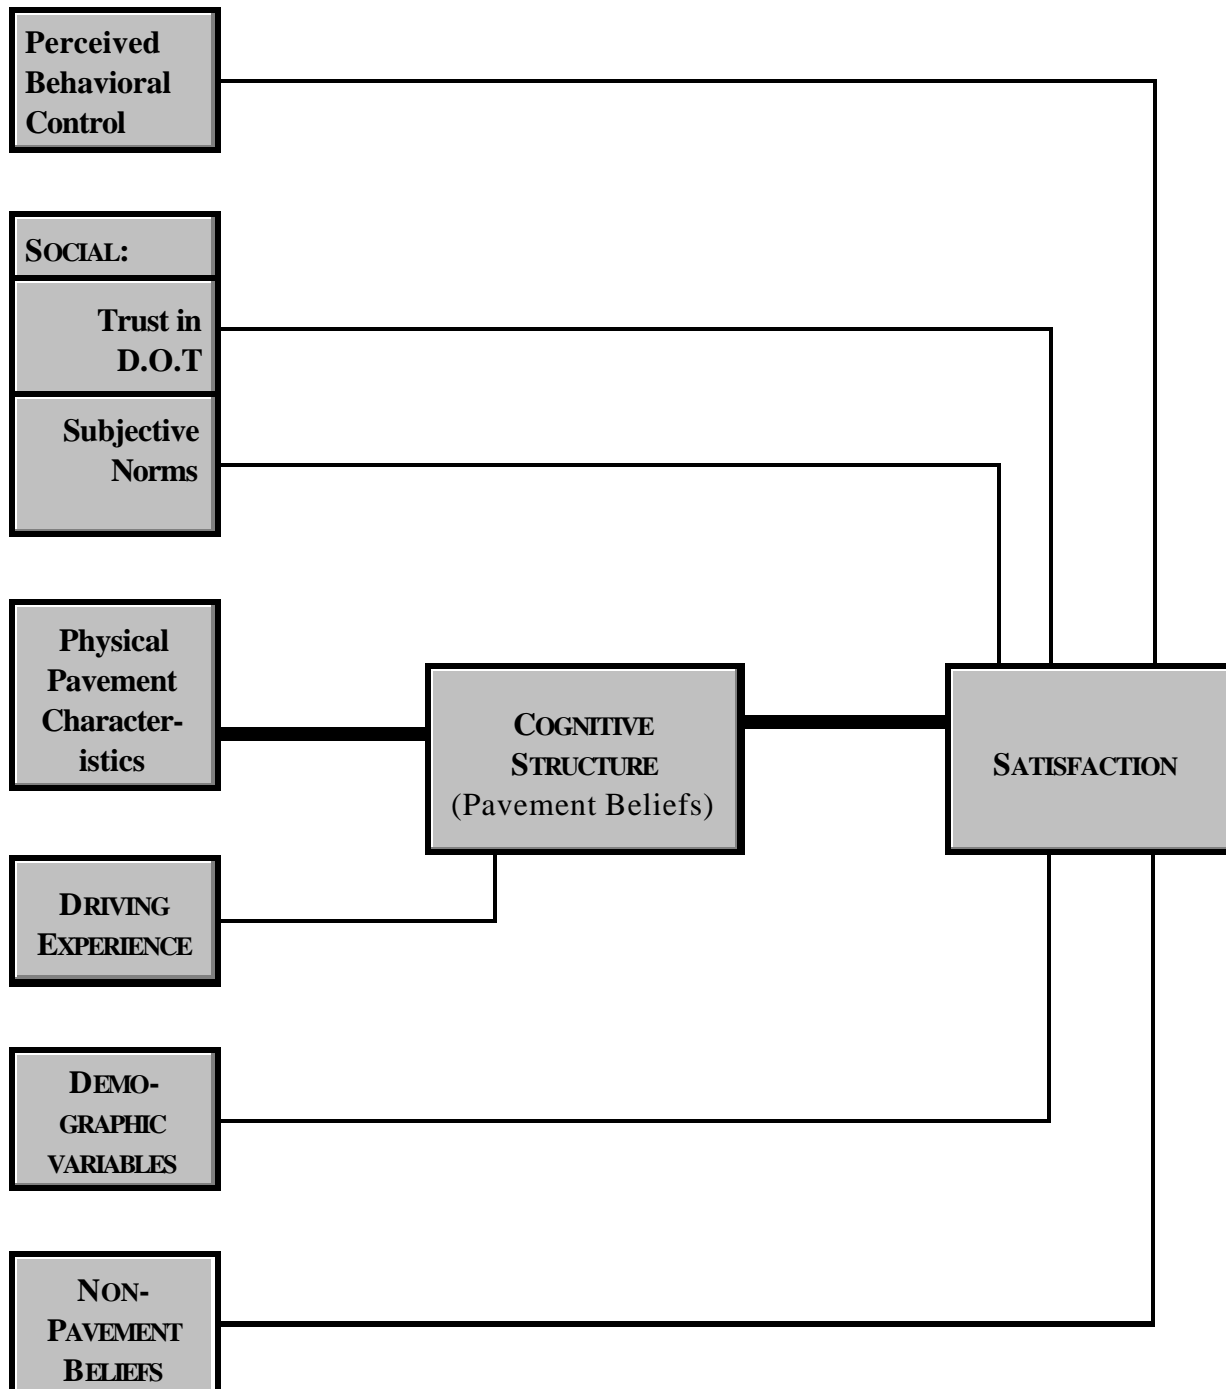 Perceived
Behavioral
Control
SOCIAL:
Trust in
D.O.T
Subjective
Norms
Physical
Pavement
Character-
istics
COGNITIVE
STRUCTURE
(Pavement Beliefs)
SATISFACTION
DRIVING
EXPERIENCE
DEMO-
GRAPHIC
VARIABLES
NON-
PAVEMENT
BELIEFS